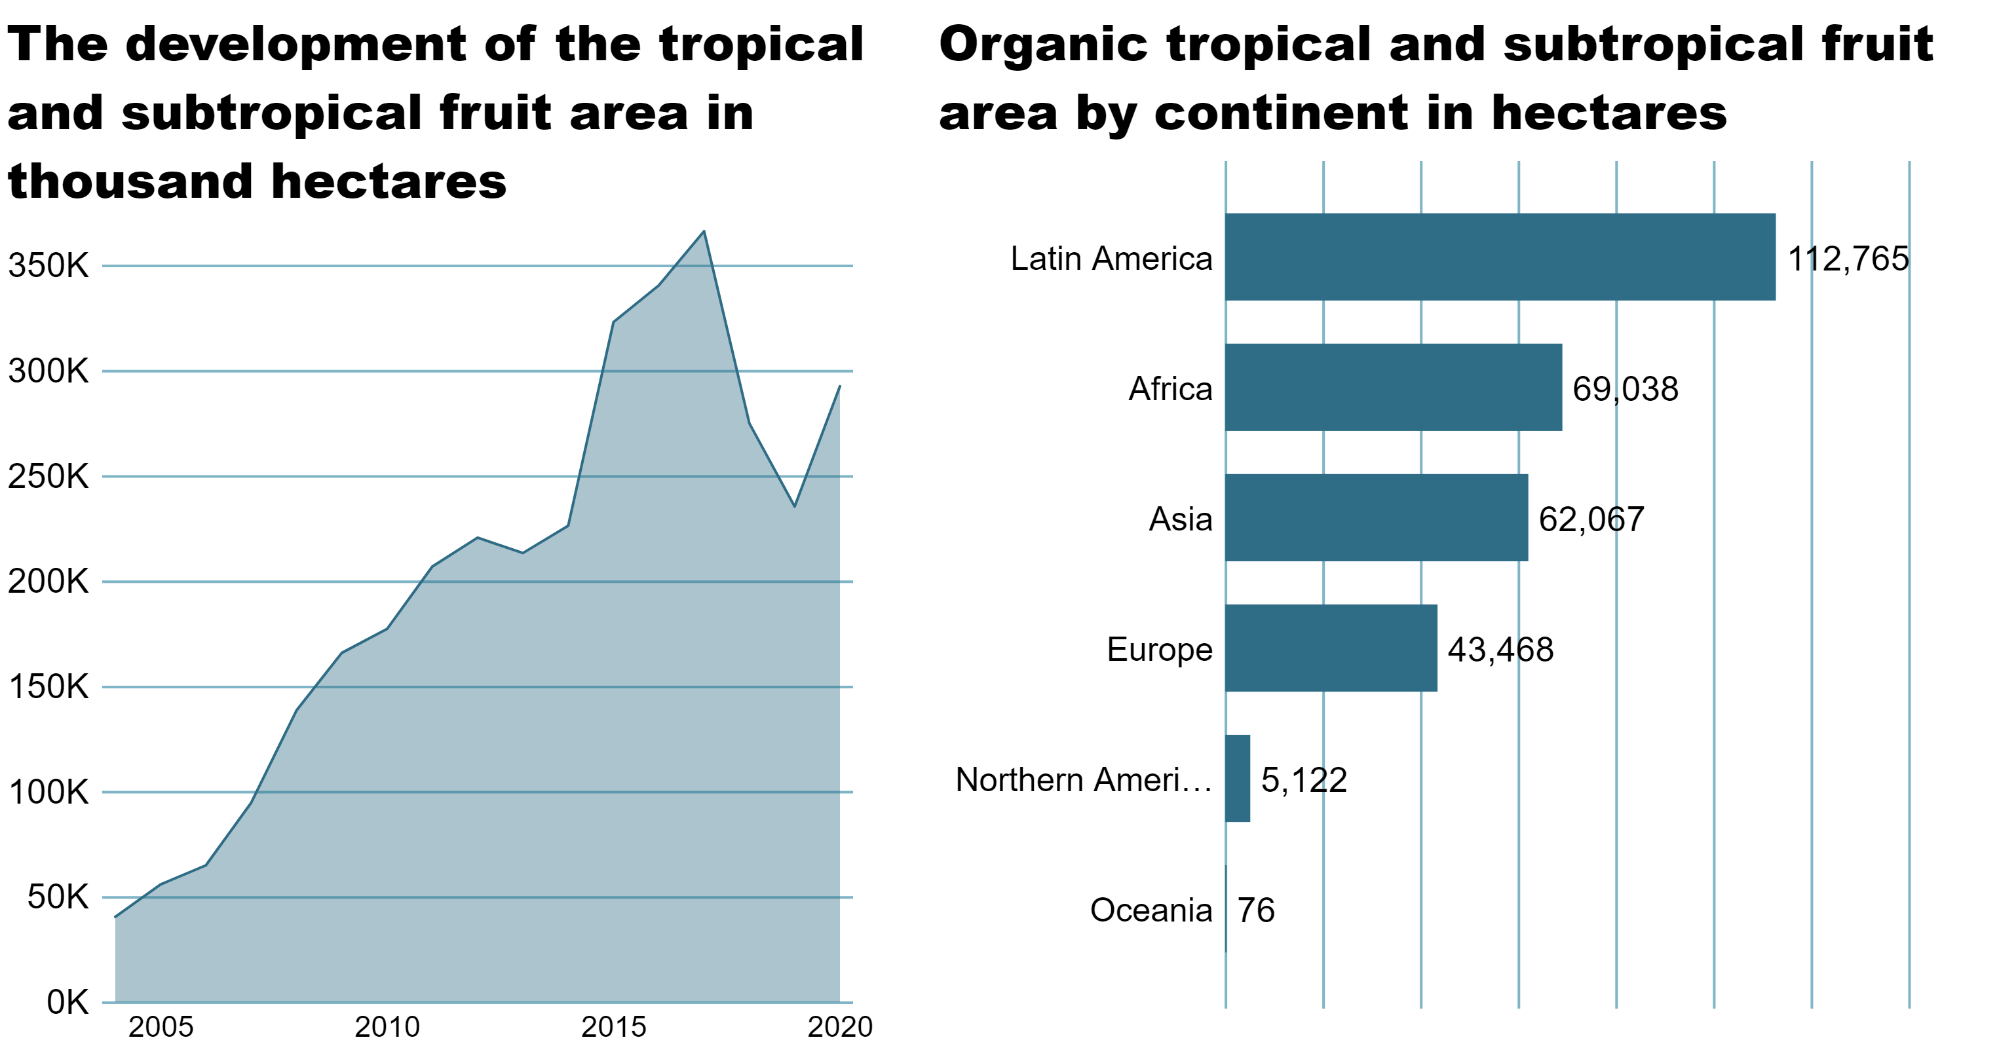 The development of the tropical
and subtropical fruit area in
thousand hectares
350K
300K
250K
200K
150K
100K
50K
0K
2005 2010 2015 2020
Organic tropical and subtropical fruit
area by continent in hectares
Latin America 112,765
Africa 69,038
Asia 62,067
Europe 43,468
Northern Ameri… 5,122
Oceania 76